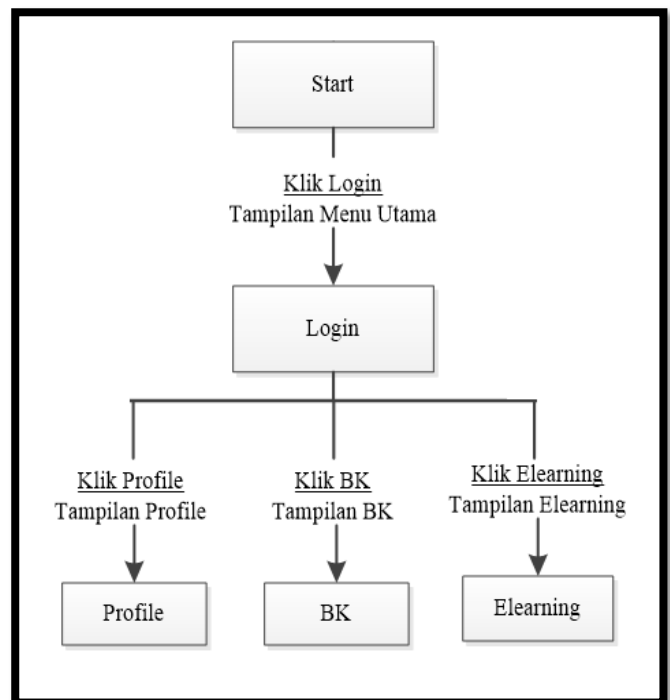 Start
Klik Login
Tampilan Menu Utama
Login
Klik Profile
Tampilan Profile
Klik BK
Tampilan BK
Klik Elearning
Tampilan Elearning
Profile
BK
Elearning